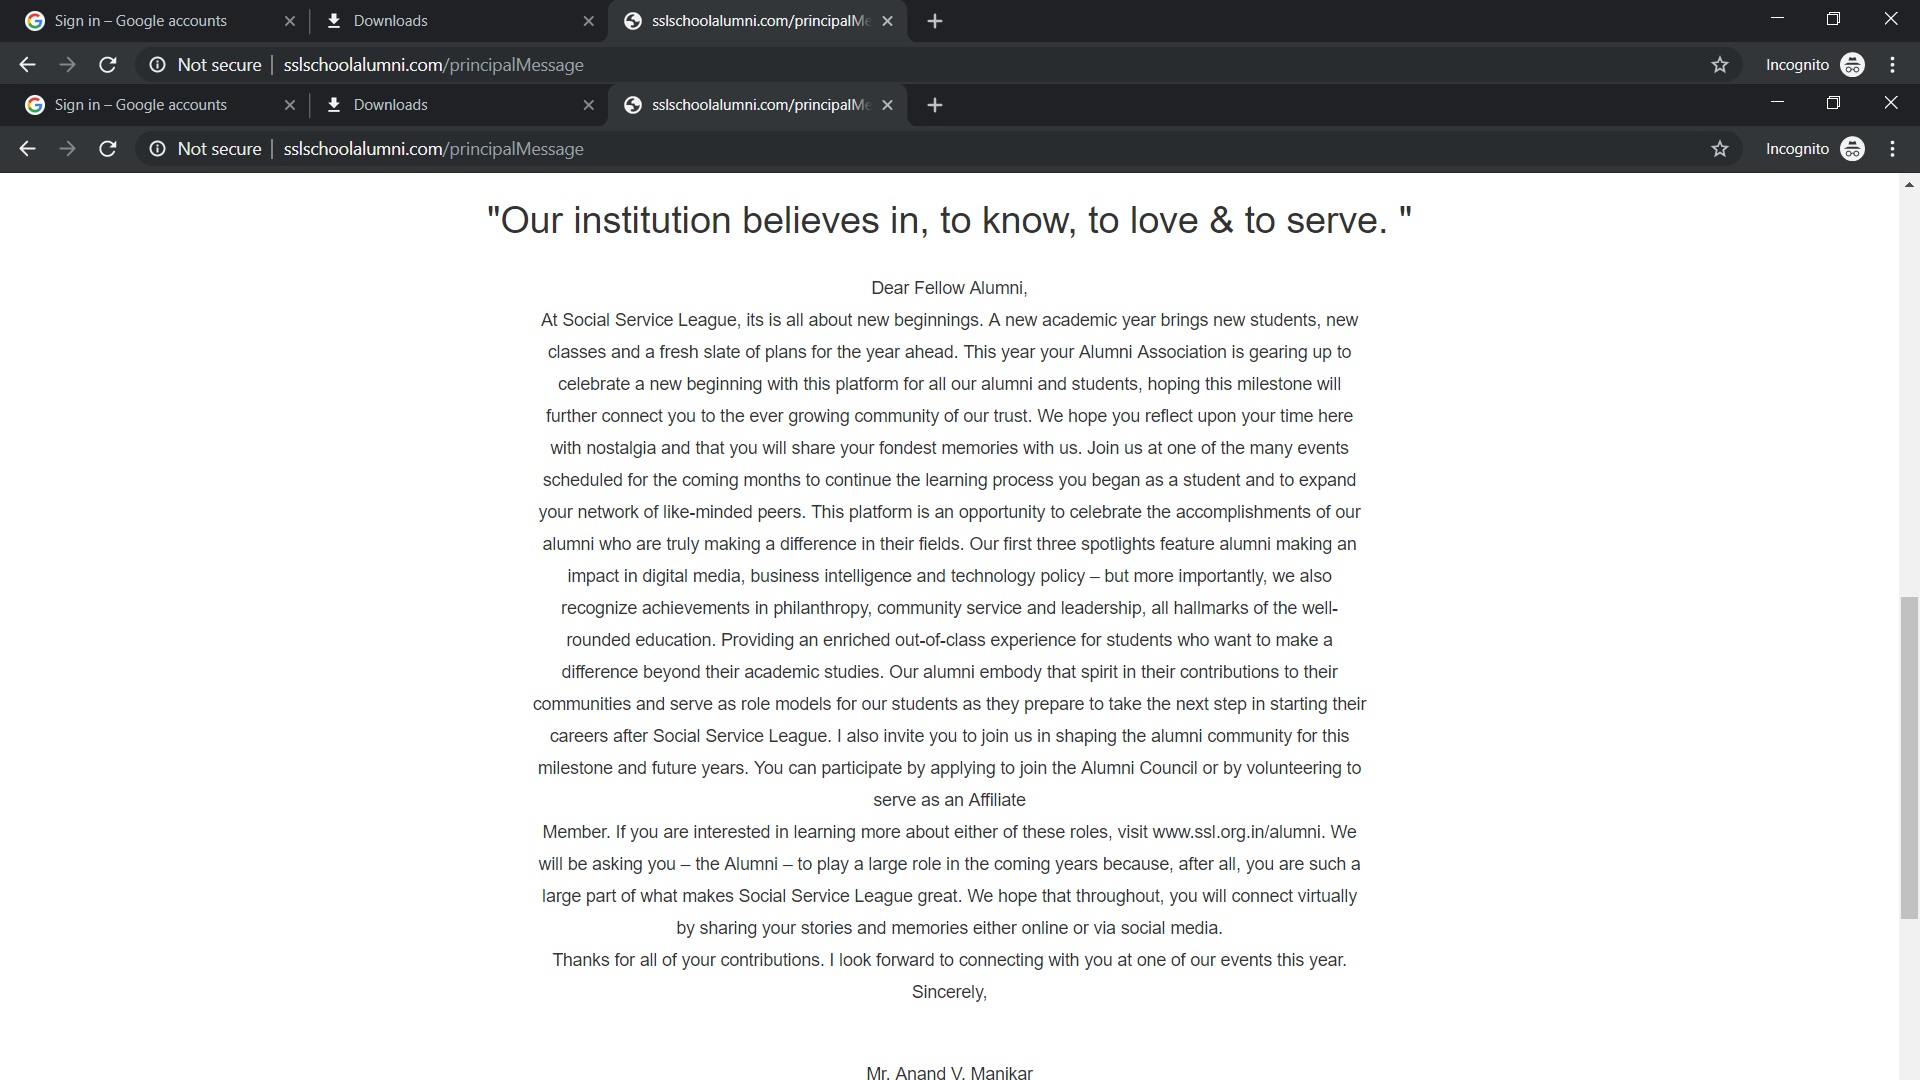 Sign in – Google accounts
Downloads
sslschoolalumni.com/principalMe
Not secure
sslschoolalumni.com/principalMessage
Incognito
Sign in – Google accounts
Downloads
sslschoolalumni.com/principalMe
Not secure
sslschoolalumni.com/principalMessage
Incognito
"Our institution believes in, to know, to love & to serve. "
Dear Fellow Alumni,
At Social Service League, its is all about new beginnings. A new academic year brings new students, new
classes and a fresh slate of plans for the year ahead. This year your Alumni Association is gearing up to
celebrate a new beginning with this platform for all our alumni and students, hoping this milestone will
further connect you to the ever growing community of our trust. We hope you reflect upon your time here
with nostalgia and that you will share your fondest memories with us. Join us at one of the many events
scheduled for the coming months to continue the learning process you began as a student and to expand
your network of like-minded peers. This platform is an opportunity to celebrate the accomplishments of our
alumni who are truly making a difference in their fields. Our first three spotlights feature alumni making an
impact in digital media, business intelligence and technology policy – but more importantly, we also
recognize achievements in philanthropy, community service and leadership, all hallmarks of the well-
rounded education. Providing an enriched out-of-class experience for students who want to make a
difference beyond their academic studies. Our alumni embody that spirit in their contributions to their
communities and serve as role models for our students as they prepare to take the next step in starting their
careers after Social Service League. I also invite you to join us in shaping the alumni community for this
milestone and future years. You can participate by applying to join the Alumni Council or by volunteering to
serve as an Affiliate
Member. If you are interested in learning more about either of these roles, visit www.ssl.org.in/alumni. We
will be asking you – the Alumni – to play a large role in the coming years because, after all, you are such a
large part of what makes Social Service League great. We hope that throughout, you will connect virtually
by sharing your stories and memories either online or via social media.
Thanks for all of your contributions. I look forward to connecting with you at one of our events this year.
Sincerely,
Mr. Anand V. Manikar